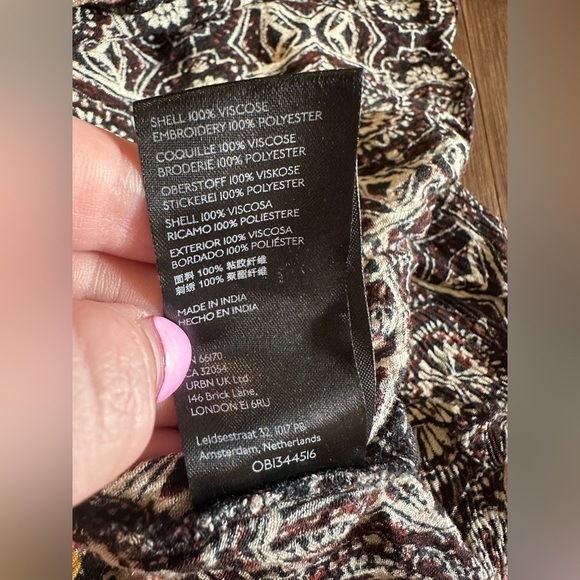 SHELL 100% VISCOSE
EMBROIDERY 100% POLYESTER
COQUILLE 100% VISCOSE
BRODERIE 100% POLYESTER
OBERSTOFF 100% VISKOSE
STICKEREI 100% POLYESTER
SHELL 100% VISCOSA
RICAMO 100% POLIESTERE
EXTERIOR 100% VISCOSA
BORDADO 100% POLIÉSTER
面料 100% 粘胶纤维
刺绣 100% 聚酯纤维
MADE IN INDIA
HECHO EN INDIA
N 66170
CA 32054
URBN UK Ltd.
146 Brick Lane,
LONDON E1 6RU
Leidsestraat 32, 1017 PB
Amsterdam, Netherlands
OB1344516